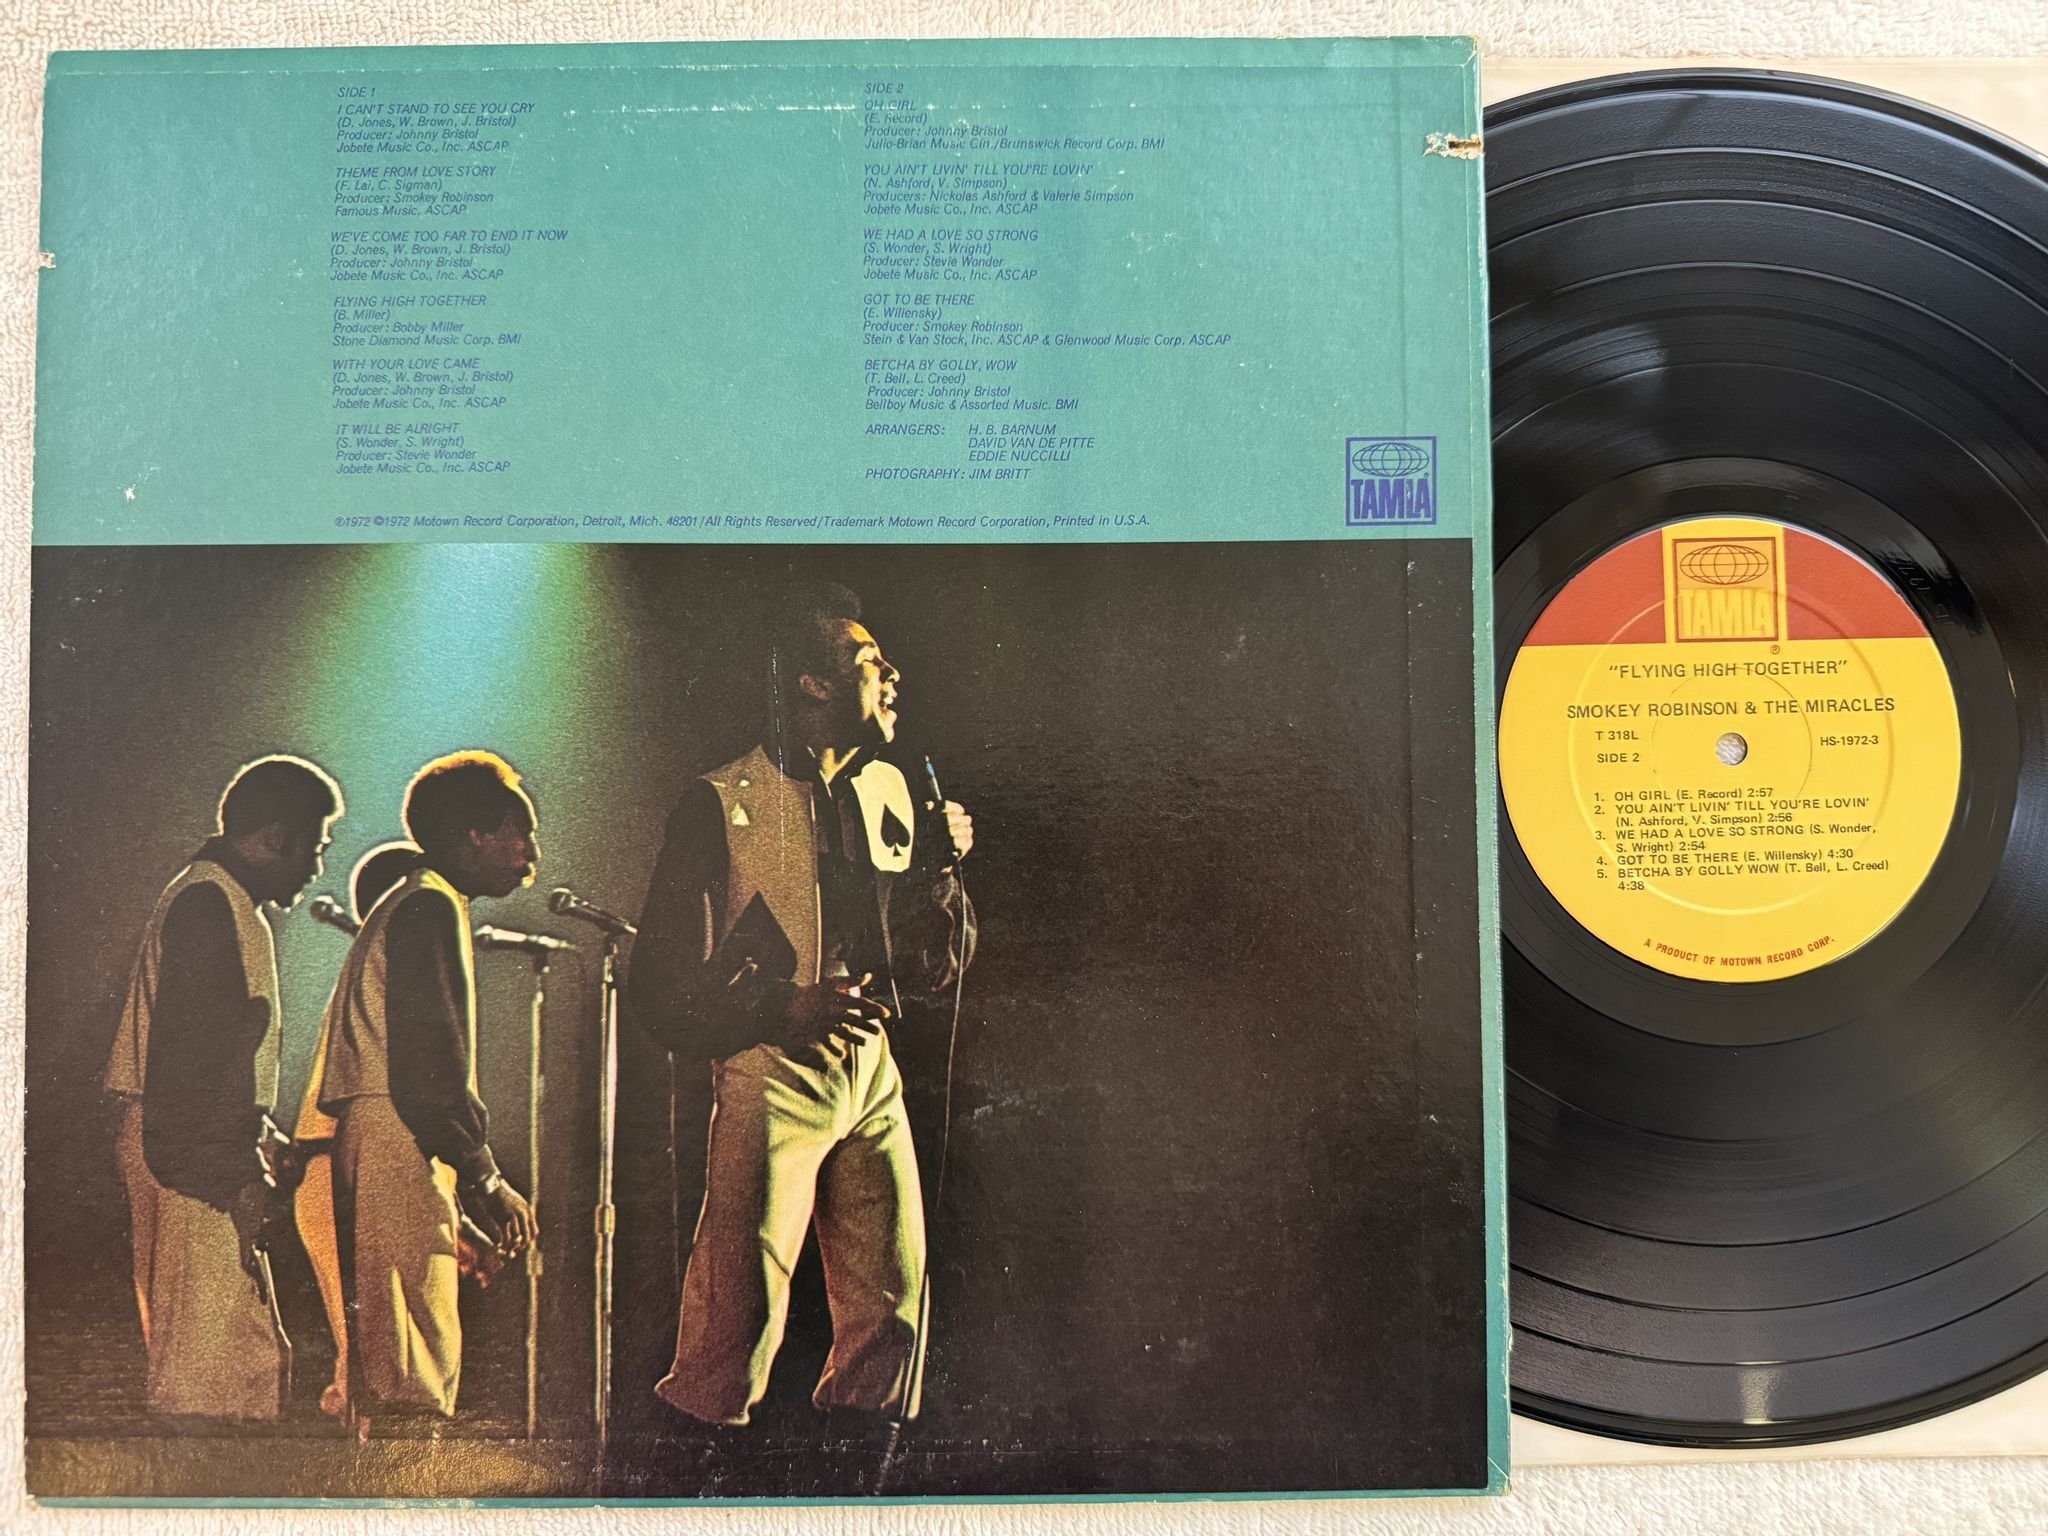 SIDE 1
I CAN'T STAND TO SEE YOU CRY
(D. Jones, W. Brown, J. Bristol)
Producer: Johnny Bristol
Jobete Music Co., Inc. ASCAP
THEME FROM LOVE STORY
(F. Lai, C. Sigman)
Producer: Smokey Robinson
Famous Music. ASCAP
WE'VE COME TOO FAR TO END IT NOW
(D. Jones, W. Brown, J. Bristol)
Producer: Johnny Bristol
Jobete Music Co., Inc. ASCAP
FLYING HIGH TOGETHER
(B. Miller)
Producer: Bobby Miller
Stone Diamond Music Corp. BMI
WITH YOUR LOVE CAME
(D. Jones, W. Brown, J. Bristol)
Producer: Johnny Bristol
Jobete Music Co., Inc. ASCAP
IT WILL BE ALRIGHT
(S. Wonder, S. Wright)
Producer: Stevie Wonder
Jobete Music Co., Inc. ASCAP
SIDE 2
OH GIRL
(E. Record)
Producer: Johnny Bristol
Julio-Brian Music Cin./Brunswick Record Corp. BMI
YOU AIN'T LIVIN' TILL YOU'RE LOVIN'
(N. Ashford, V. Simpson)
Producers: Nickolas Ashford & Valerie Simpson
Jobete Music Co., Inc. ASCAP
WE HAD A LOVE SO STRONG
(S. Wonder, S. Wright)
Producer: Stevie Wonder
Jobete Music Co., Inc. ASCAP
GOT TO BE THERE
(E. Willensky)
Producer: Smokey Robinson
Stein & Van Stock, Inc. ASCAP & Glenwood Music Corp. ASCAP
BETCHA BY GOLLY, WOW
(T. Bell, L. Creed)
Producer: Johnny Bristol
Bellboy Music & Assorted Music. BMI
ARRANGERS: H. B. BARNUM
DAVID VAN DE PITTE
EDDIE NUCCILLI
PHOTOGRAPHY: JIM BRITT
TAMLA
℗1972 ©1972 Motown Record Corporation, Detroit, Mich. 48201/All Rights Reserved/Trademark Motown Record Corporation, Printed in U.S.A.
TAMLA®
"FLYING HIGH TOGETHER"
SMOKEY ROBINSON & THE MIRACLES
T 318L HS-1972-3
SIDE 2
1. OH GIRL (E. Record) 2:57
2. YOU AIN'T LIVIN' TILL YOU'RE LOVIN'
(N. Ashford, V. Simpson) 2:56
3. WE HAD A LOVE SO STRONG (S. Wonder,
S. Wright) 2:54
4. GOT TO BE THERE (E. Willensky) 4:30
5. BETCHA BY GOLLY WOW (T. Bell, L. Creed)
4:38
A PRODUCT OF MOTOWN RECORD CORP.